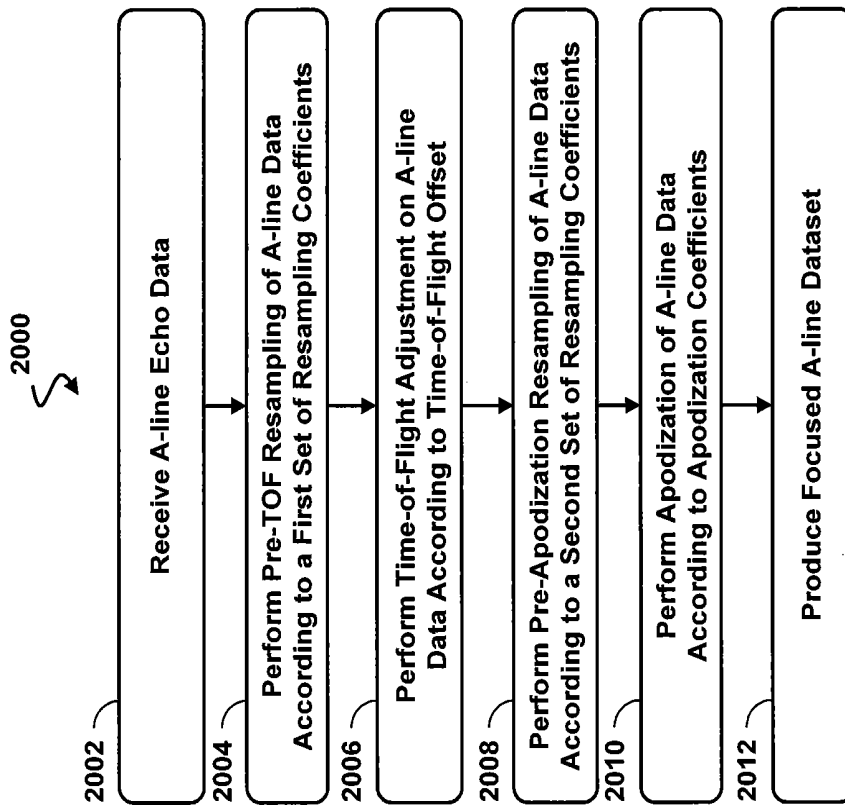 2000
2002
Receive A-line Echo Data
2004
Perform Pre-TOF Resampling of A-line Data
According to a First Set of Resampling Coefficients
2006
Perform Time-of-Flight Adjustment on A-line
Data According to Time-of-Flight Offset
2008
Perform Pre-Apodization Resampling of A-line Data
According to a Second Set of Resampling Coefficients
2010
Perform Apodization of A-line Data
According to Apodization Coefficients
2012
Produce Focused A-line Dataset